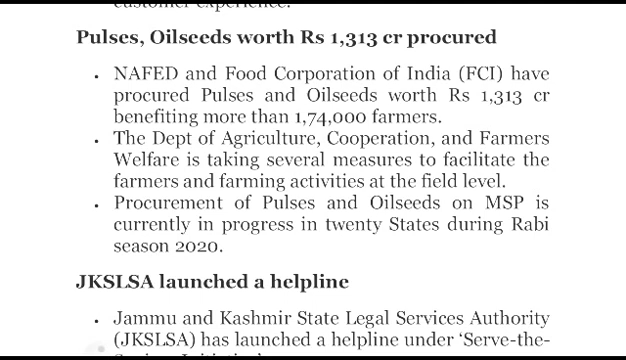 customer experience.
Pulses, Oilseeds worth Rs 1,313 cr procured
• NAFED and Food Corporation of India (FCI) have
procured Pulses and Oilseeds worth Rs 1,313 cr
benefiting more than 1,74,000 farmers.
• The Dept of Agriculture, Cooperation, and Farmers
Welfare is taking several measures to facilitate the
farmers and farming activities at the field level.
• Procurement of Pulses and Oilseeds on MSP is
currently in progress in twenty States during Rabi
season 2020.
JKSLSA launched a helpline
• Jammu and Kashmir State Legal Services Authority
(JKSLSA) has launched a helpline under ‘Serve-the-